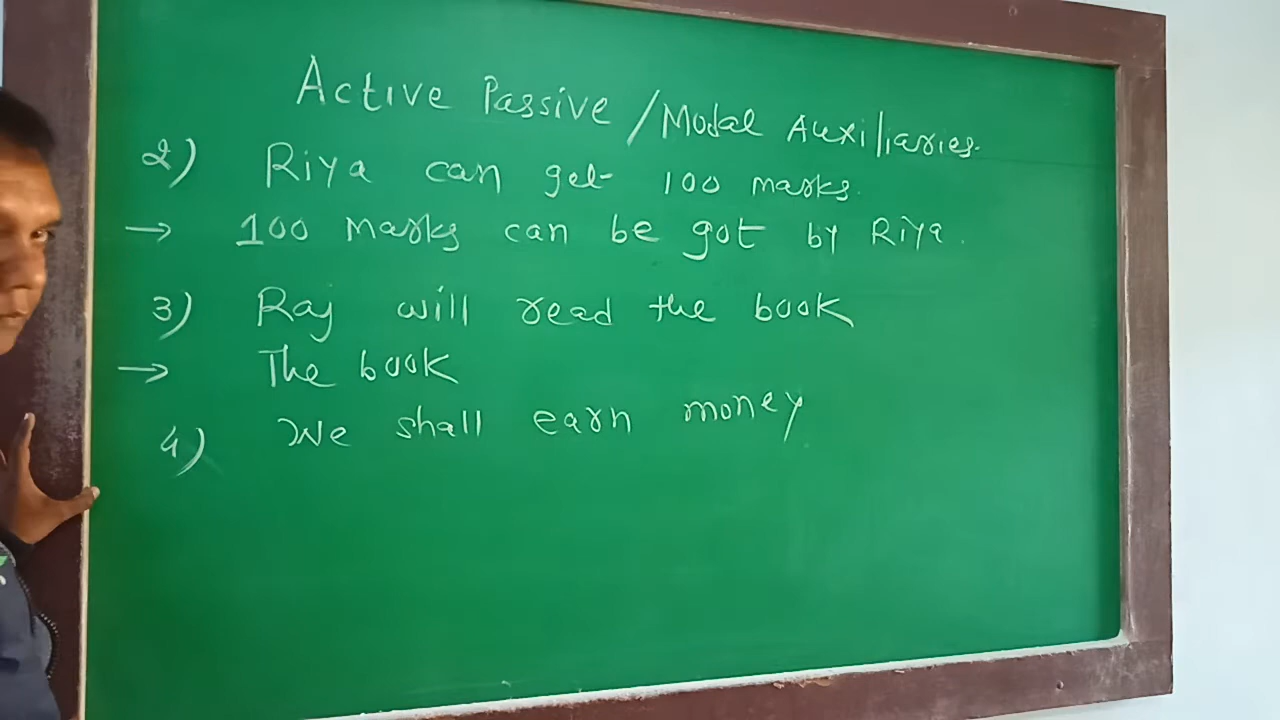 Active Passive / Modal Auxiliaries.
2) Riya can get 100 marks.
→ 100 marks can be got by Riya.
3) Raj will read the book
→ The book
4) We shall earn money